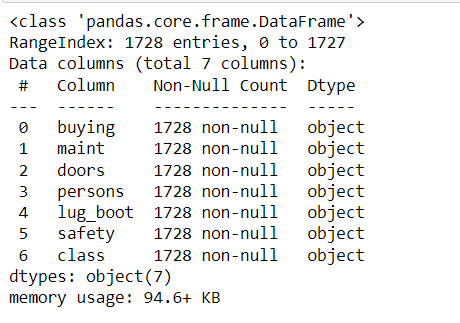 <class 'pandas.core.frame.DataFrame'>
RangeIndex: 1728 entries, 0 to 1727
Data columns (total 7 columns):
 #   Column    Non-Null Count  Dtype
---  ------    --------------  -----
 0   buying    1728 non-null   object
 1   maint     1728 non-null   object
 2   doors     1728 non-null   object
 3   persons   1728 non-null   object
 4   lug_boot  1728 non-null   object
 5   safety    1728 non-null   object
 6   class     1728 non-null   object
dtypes: object(7)
memory usage: 94.6+ KB